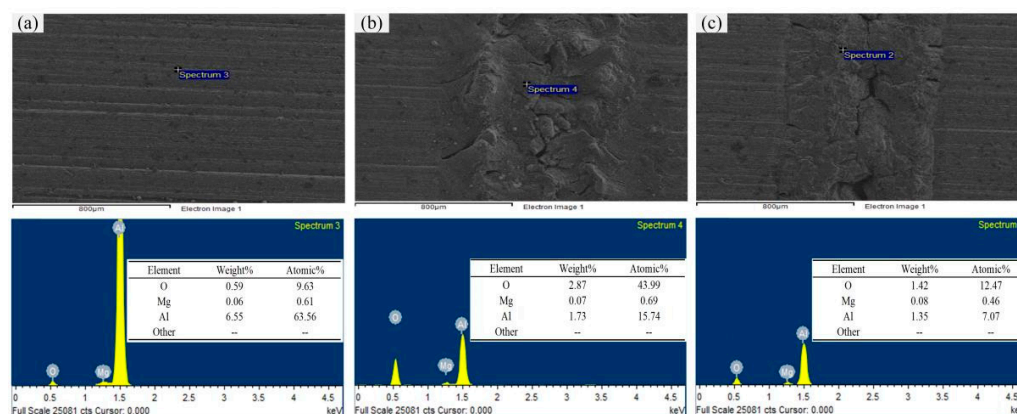 (a)
Spectrum 3
800μm Electron Image 1
(b)
Spectrum 4
800μm Electron Image 1
(c)
Spectrum 2
800μm Electron Image 1
Spectrum 3
Al
Element Weight% Atomic%
O 0.59 9.63
Mg 0.06 0.61
Al 6.55 63.56
Other -- --
O Mg
0 0.5 1 1.5 2 2.5 3 3.5 4 4.5
Full Scale 25081 cts Cursor: 0.000 keV
Spectrum 4
Element Weight% Atomic%
O 2.87 43.99
Mg 0.07 0.69
Al 1.73 15.74
Other -- --
O Al
Mg
0 0.5 1 1.5 2 2.5 3 3.5 4 4.5
Full Scale 25081 cts Cursor: 0.000 keV
Spectrum
Element Weight% Atomic%
O 1.42 12.47
Mg 0.08 0.46
Al 1.35 7.07
Other -- --
Al
O Mg
0 0.5 1 1.5 2 2.5 3 3.5 4 4.5
Full Scale 25081 cts Cursor: 0.000 keV